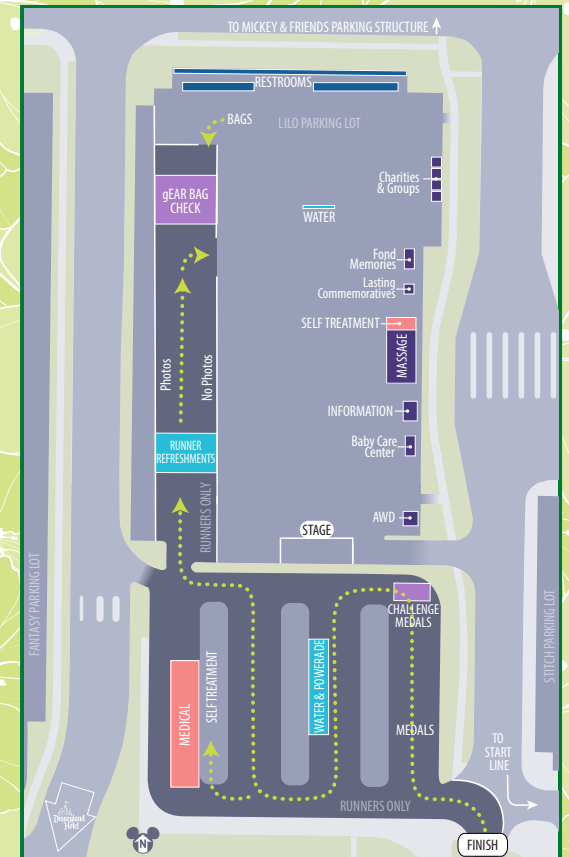 TO MICKEY & FRIENDS PARKING STRUCTURE
RESTROOMS
BAGS
LILO PARKING LOT
Charities
& Groups
gEAR BAG
CHECK
WATER
Fond
Memories
Lasting
Commemoratives
SELF TREATMENT
MASSAGE
Photos
No Photos
INFORMATION
RUNNER
REFRESHMENTS
Baby Care
Center
RUNNERS ONLY
AWD
STAGE
FANTASY PARKING LOT
CHALLENGE
MEDALS
STITCH PARKING LOT
SELF TREATMENT
MEDICAL
WATER & POWERADE
MEDALS
TO
START
LINE
RUNNERS ONLY
Disneyland
Hotel
N
FINISH